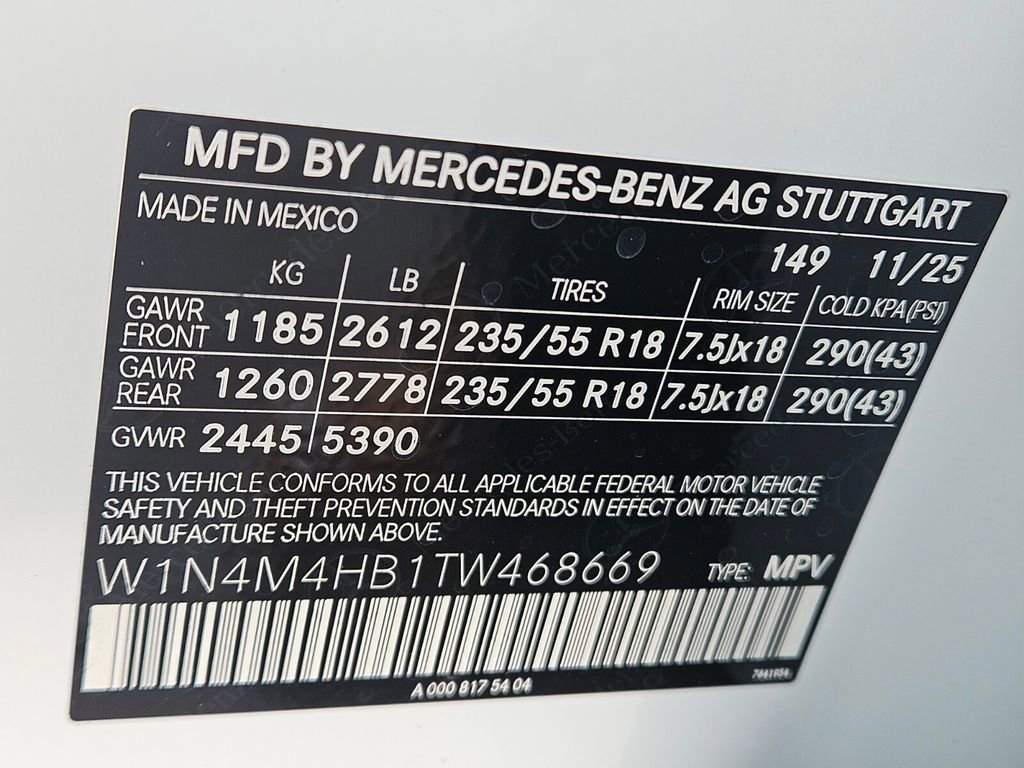 MFD BY MERCEDES-BENZ AG STUTTGART
MADE IN MEXICO
149 11/25
KG LB TIRES RIM SIZE COLD KPA (PSI)
GAWR FRONT 1185 2612 235/55 R18 7.5Jx18 290(43)
GAWR REAR 1260 2778 235/55 R18 7.5Jx18 290(43)
GVWR 2445 5390
THIS VEHICLE CONFORMS TO ALL APPLICABLE FEDERAL MOTOR VEHICLE
SAFETY AND THEFT PREVENTION STANDARDS IN EFFECT ON THE DATE OF
MANUFACTURE SHOWN ABOVE.
W1N4M4HB1TW468669 TYPE: MPV
A 000 817 54 04